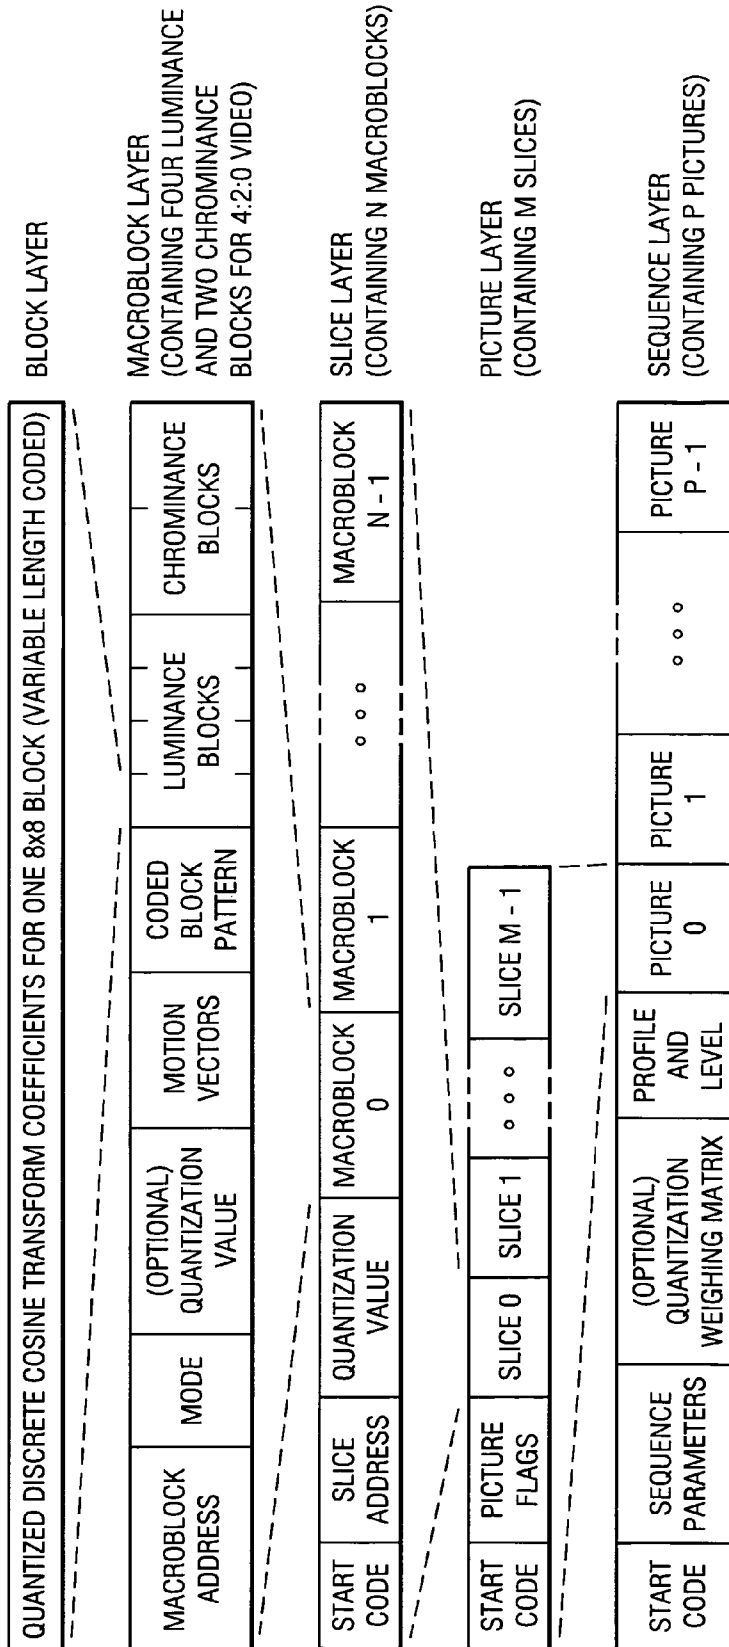 QUANTIZED DISCRETE COSINE TRANSFORM COEFFICIENTS FOR ONE 8x8 BLOCK (VARIABLE LENGTH CODED)
BLOCK LAYER
MACROBLOCK
ADDRESS
MODE
(OPTIONAL)
QUANTIZATION
VALUE
MOTION
VECTORS
CODED
BLOCK
PATTERN
LUMINANCE
BLOCKS
CHROMINANCE
BLOCKS
MACROBLOCK LAYER
(CONTAINING FOUR LUMINANCE
AND TWO CHROMINANCE
BLOCKS FOR 4:2:0 VIDEO)
START
CODE
SLICE
ADDRESS
QUANTIZATION
VALUE
MACROBLOCK
0
MACROBLOCK
1
MACROBLOCK
N - 1
SLICE LAYER
(CONTAINING N MACROBLOCKS)
START
CODE
PICTURE
FLAGS
SLICE 0
SLICE 1
SLICE M - 1
PICTURE LAYER
(CONTAINING M SLICES)
START
CODE
SEQUENCE
PARAMETERS
(OPTIONAL)
QUANTIZATION
WEIGHING MATRIX
PROFILE
AND
LEVEL
PICTURE
0
PICTURE
1
PICTURE
P - 1
SEQUENCE LAYER
(CONTAINING P PICTURES)